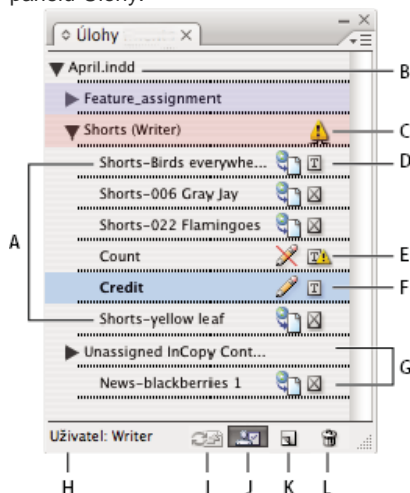 panelu Úlohy.
Úlohy
April.indd
B
Feature_assignment
Shorts (Writer)
C
Shorts-Birds everywhe...
T
D
A
Shorts-006 Gray Jay
Shorts-022 Flamingoes
Count
T
E
Credit
T
F
Shorts-yellow leaf
Unassigned InCopy Cont...
G
News-blackberries 1
Uživatel: Writer
H I J K L